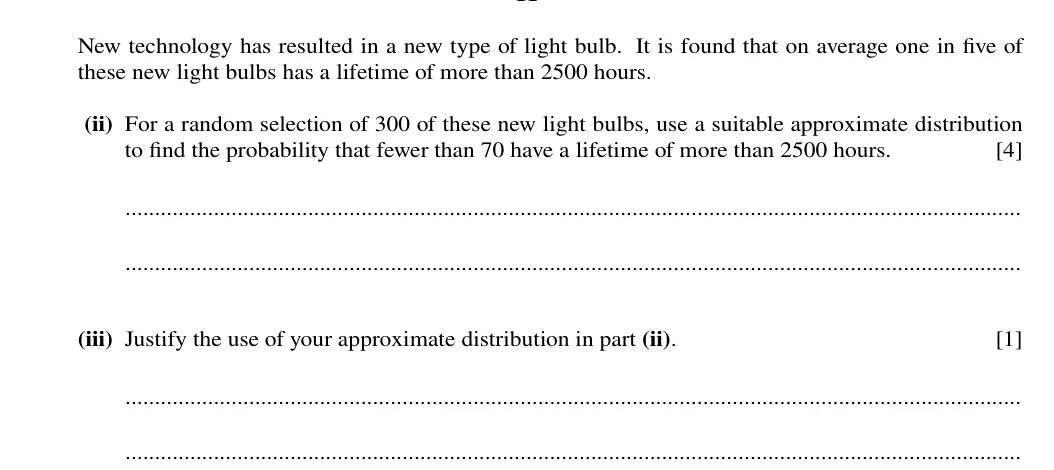 New technology has resulted in a new type of light bulb. It is found that on average one in five of
these new light bulbs has a lifetime of more than 2500 hours.
(ii) For a random selection of 300 of these new light bulbs, use a suitable approximate distribution
to find the probability that fewer than 70 have a lifetime of more than 2500 hours. [4]
(iii) Justify the use of your approximate distribution in part (ii). [1]